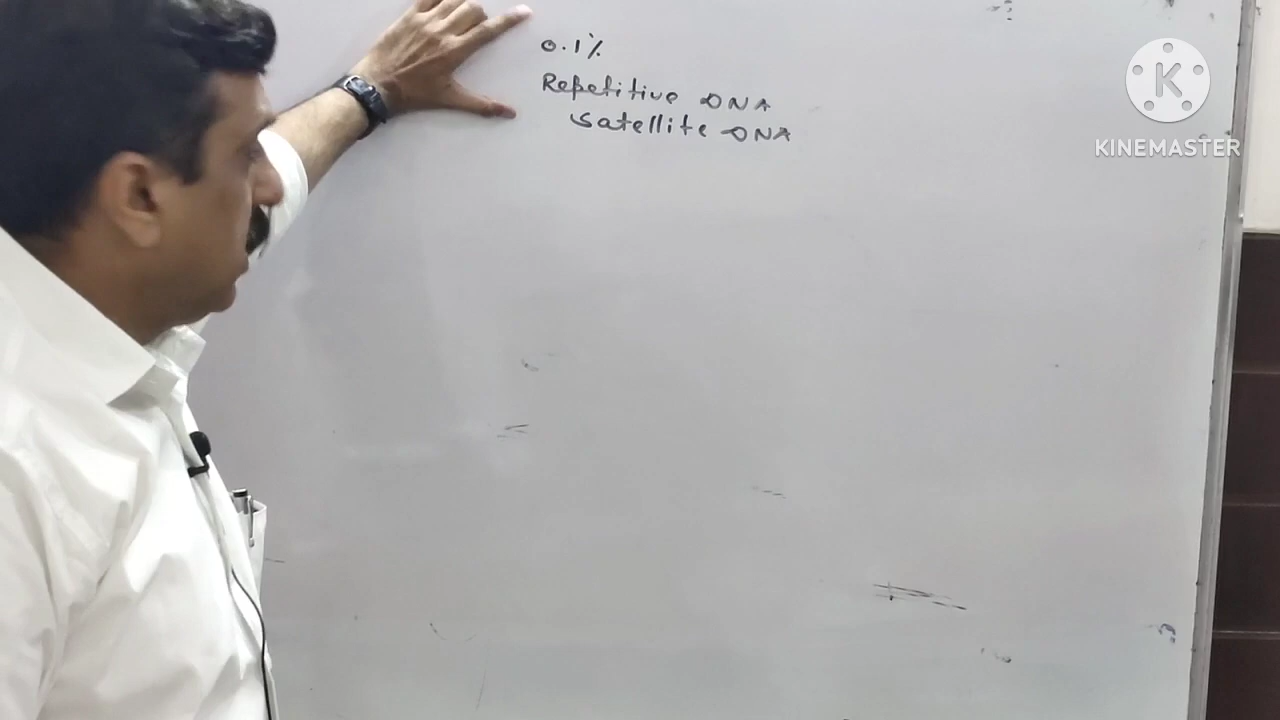 0.1%
Repetitive DNA
Satellite DNA
K
KINEMASTER